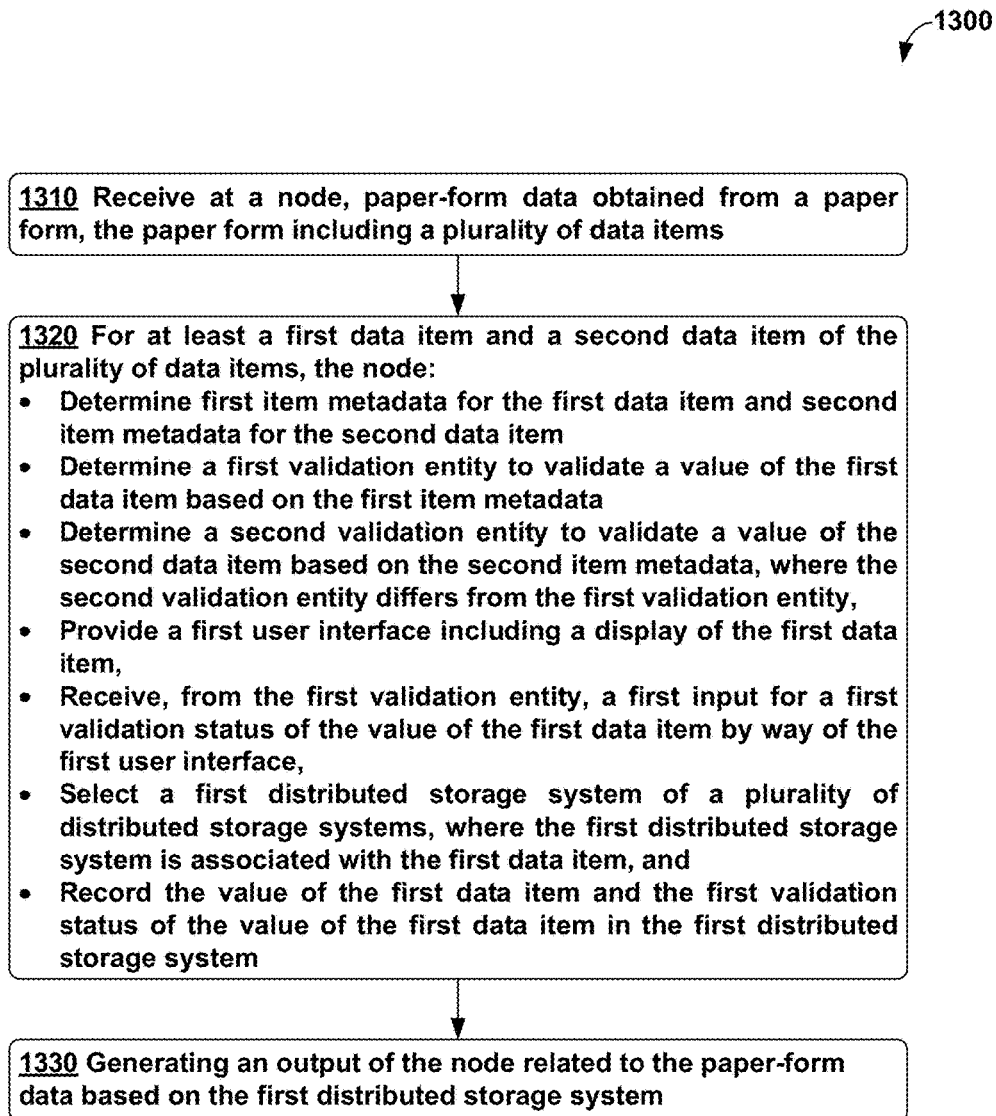 1300
1310 Receive at a node, paper-form data obtained from a paper
form, the paper form including a plurality of data items
1320 For at least a first data item and a second data item of the
plurality of data items, the node:
• Determine first item metadata for the first data item and second
item metadata for the second data item
• Determine a first validation entity to validate a value of the first
data item based on the first item metadata
• Determine a second validation entity to validate a value of the
second data item based on the second item metadata, where the
second validation entity differs from the first validation entity,
• Provide a first user interface including a display of the first data
item,
• Receive, from the first validation entity, a first input for a first
validation status of the value of the first data item by way of the
first user interface,
• Select a first distributed storage system of a plurality of
distributed storage systems, where the first distributed storage
system is associated with the first data item, and
• Record the value of the first data item and the first validation
status of the value of the first data item in the first distributed
storage system
1330 Generating an output of the node related to the paper-form
data based on the first distributed storage system